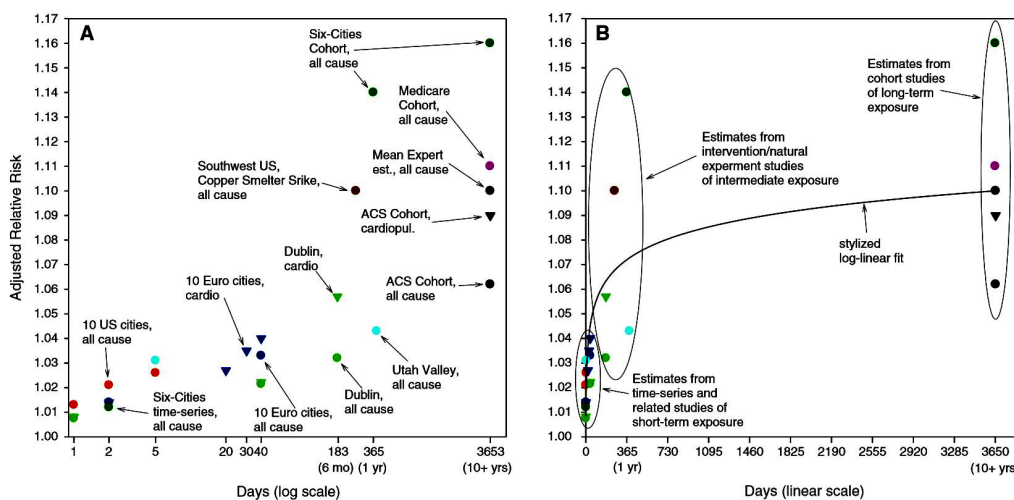 A
Adjusted Relative Risk
1.16
1.15
1.14
1.13
1.12
1.11
1.10
1.09
1.08
1.07
1.06
1.05
1.04
1.03
1.02
1.01
1.00
Six-Cities
Cohort,
all cause
Medicare
Cohort, all
cause
Mean Expert
est., all cause
Southwest US,
Copper Smelter Srike,
all cause
ACS Cohort,
cardiopul.
Dublin,
cardio
10 Euro cities,
cardio
ACS Cohort,
all cause
10 US cities,
all cause
Six-Cities
time-series,
all cause
10 Euro cities,
all cause
Dublin,
all cause
Utah Valley,
all cause
1 2 5 20 3040 183 365 3653
(6 mo) (1 yr) (10+ yrs)
Days (log scale)
B
1.16
1.15
1.14
1.13
1.12
1.11
1.10
1.09
1.08
1.07
1.06
1.05
1.04
1.03
1.02
1.01
1.00
Estimates from
cohort studies
of long-term
exposure
Estimates from
intervention/natural
experment studies
of intermediate exposure
stylized
log-linear fit
Estimates from
time-series and
related studies of
short-term exposure
0 365 730 1095 1460 1825 2190 2555 2920 3285 3650
(1 yr) (10+ yrs)
Days (linear scale)